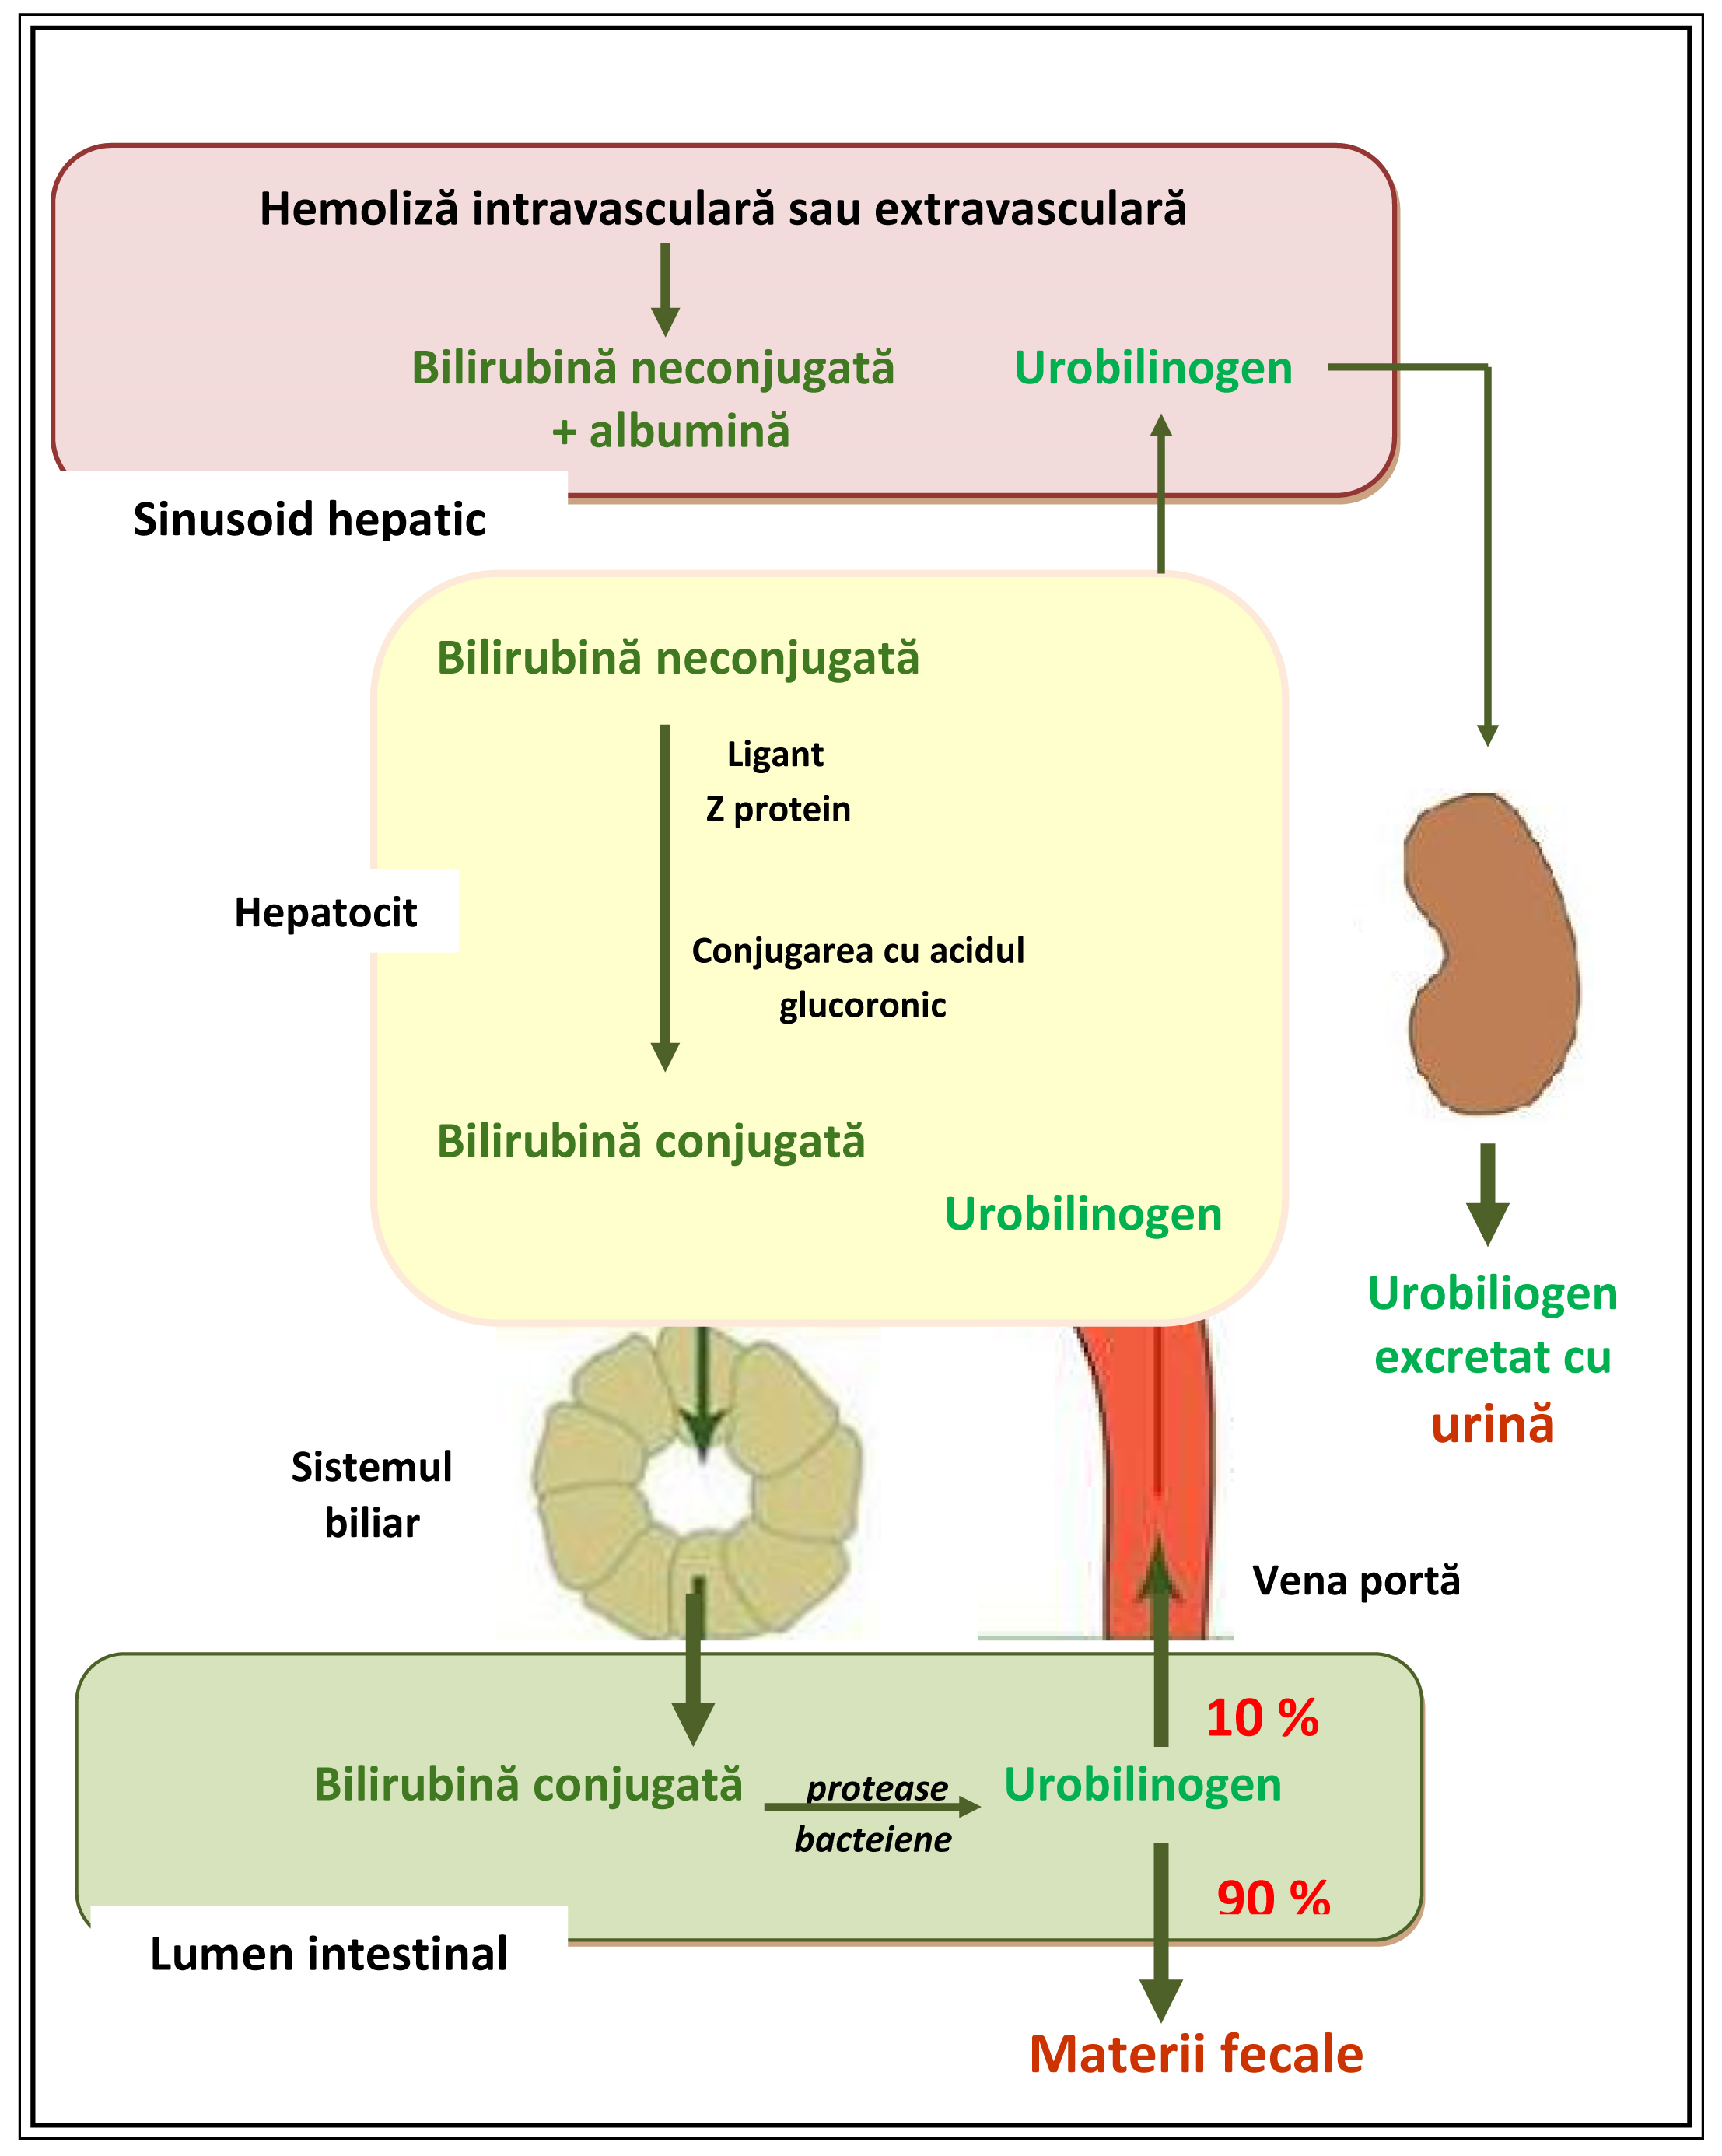 Hemoliză intravasculară sau extravasculară
Bilirubină neconjugată
+ albumină
Urobilinogen
Sinusoid hepatic
Bilirubină neconjugată
Ligant
Z protein
Hepatocit
Conjugarea cu acidul
glucoronic
Bilirubină conjugată
Urobilinogen
Urobiliogen
excretat cu
urină
Sistemul
biliar
Vena portă
10 %
Bilirubină conjugată
protease
bacteiene
Urobilinogen
90 %
Lumen intestinal
Materii fecale